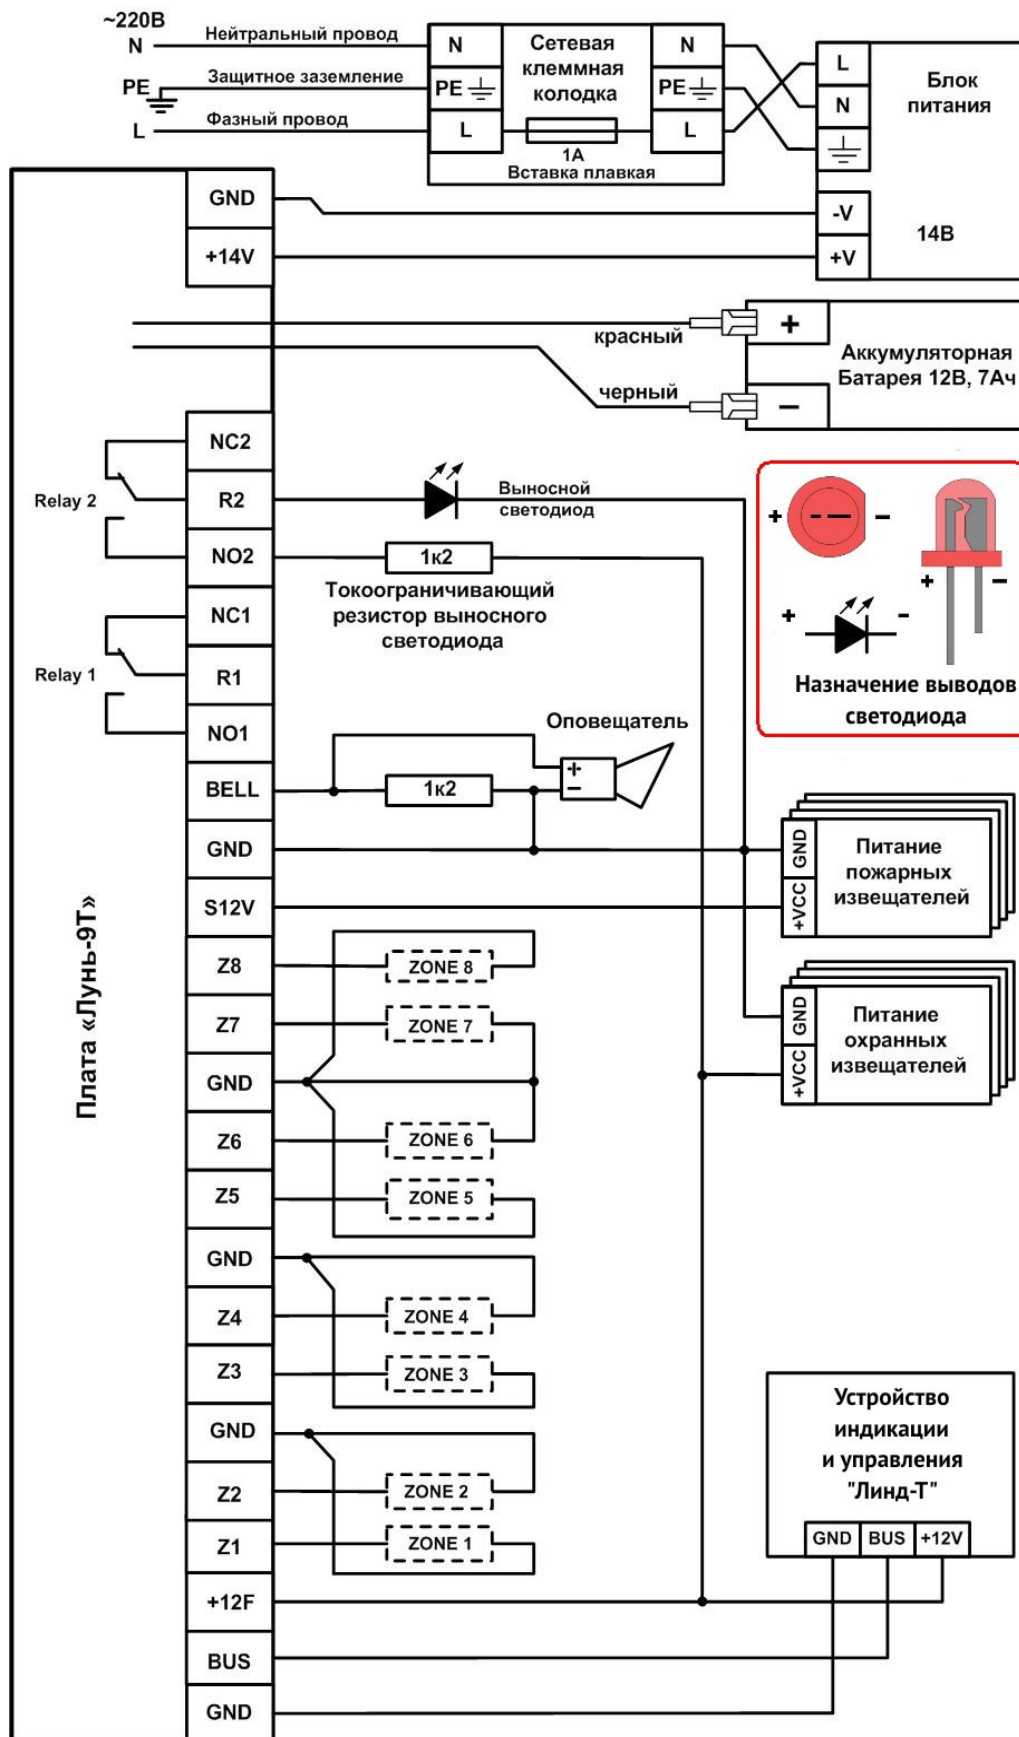 ~220В
N
Нейтральный провод
PE
Защитное заземление
L
Фазный провод
N
PE
L
Сетевая
клеммная
колодка
1А
Вставка плавкая
N
PE
L
L
N
Блок
питания
-V
+V
14В
GND
+14V
красный
черный
+
−
Аккумуляторная
Батарея 12В, 7Ач
NC2
R2
NO2
NC1
R1
NO1
BELL
GND
S12V
Z8
Z7
GND
Z6
Z5
GND
Z4
Z3
GND
Z2
Z1
+12F
BUS
GND
Relay 2
Relay 1
Плата «Лунь-9Т»
Выносной
светодиод
1к2
Токоограничивающий
резистор выносного
светодиода
+
−
+
−
+
-
Назначение выводов
светодиода
Оповещатель
1к2
+
−
GND
+VCC
Питание
пожарных
извещателей
GND
+VCC
Питание
охранных
извещателей
ZONE 8
ZONE 7
ZONE 6
ZONE 5
ZONE 4
ZONE 3
ZONE 2
ZONE 1
Устройство
индикации
и управления
"Линд-Т"
GND BUS +12V